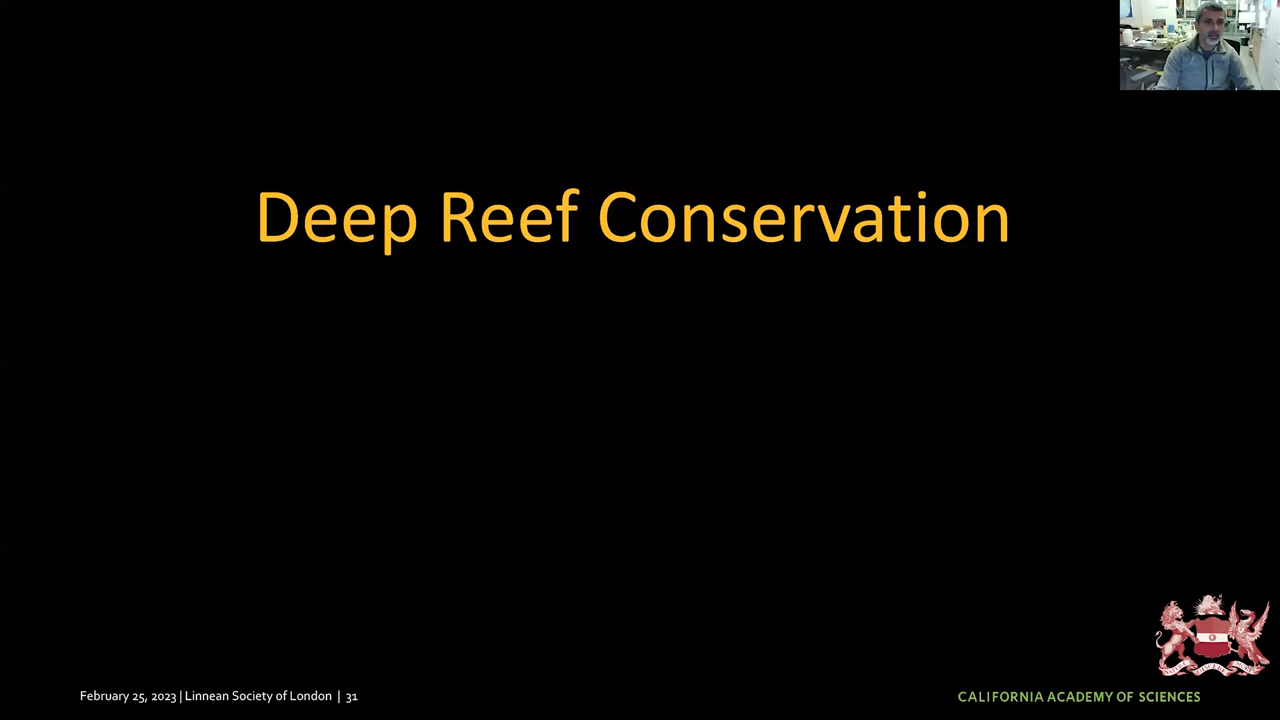 Deep Reef Conservation
February 25, 2023 | Linnean Society of London | 31
CALIFORNIA ACADEMY OF SCIENCES